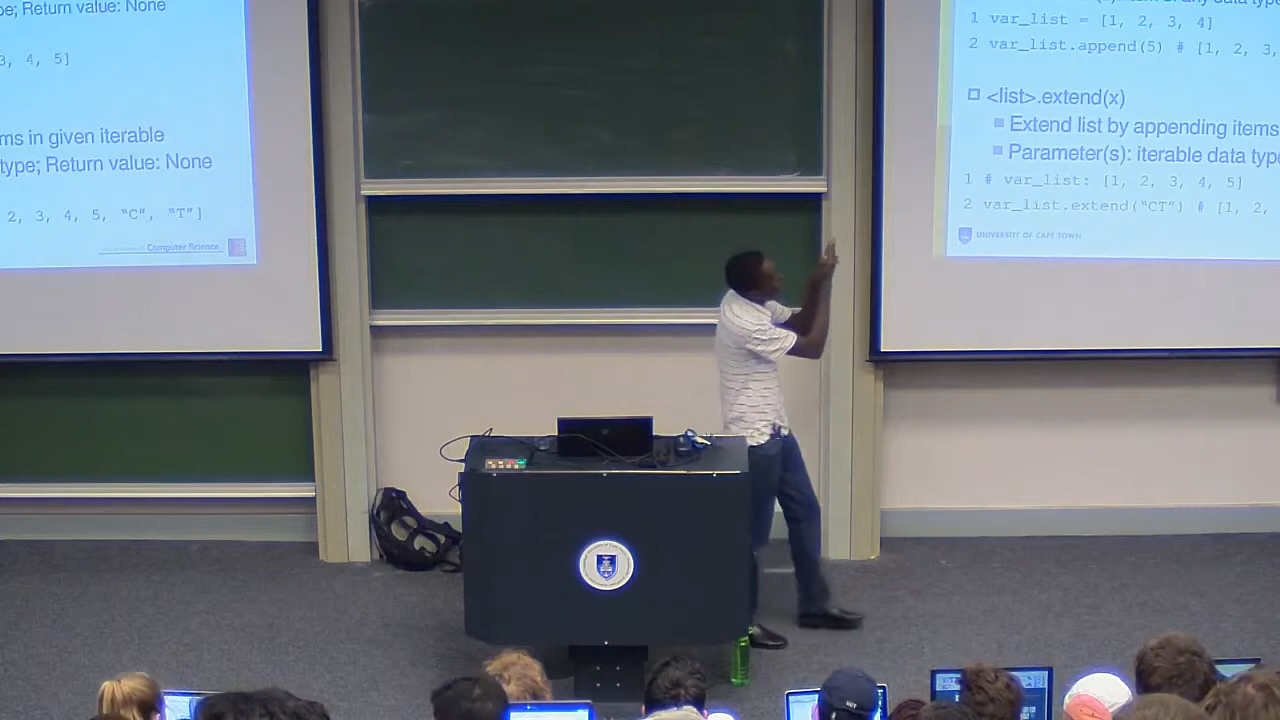 pe; Return value: None
3, 4, 5]
ms in given iterable
type; Return value: None
2, 3, 4, 5, "C", "T"]
Computer Science
1 var_list = [1, 2, 3, 4]
2 var_list.append(5) # [1, 2, 3,
<list>.extend(x)
Extend list by appending items
Parameter(s): iterable data type
1 # var_list: [1, 2, 3, 4, 5]
2 var_list.extend("CT") # [1, 2,
UNIVERSITY OF CAPE TOWN